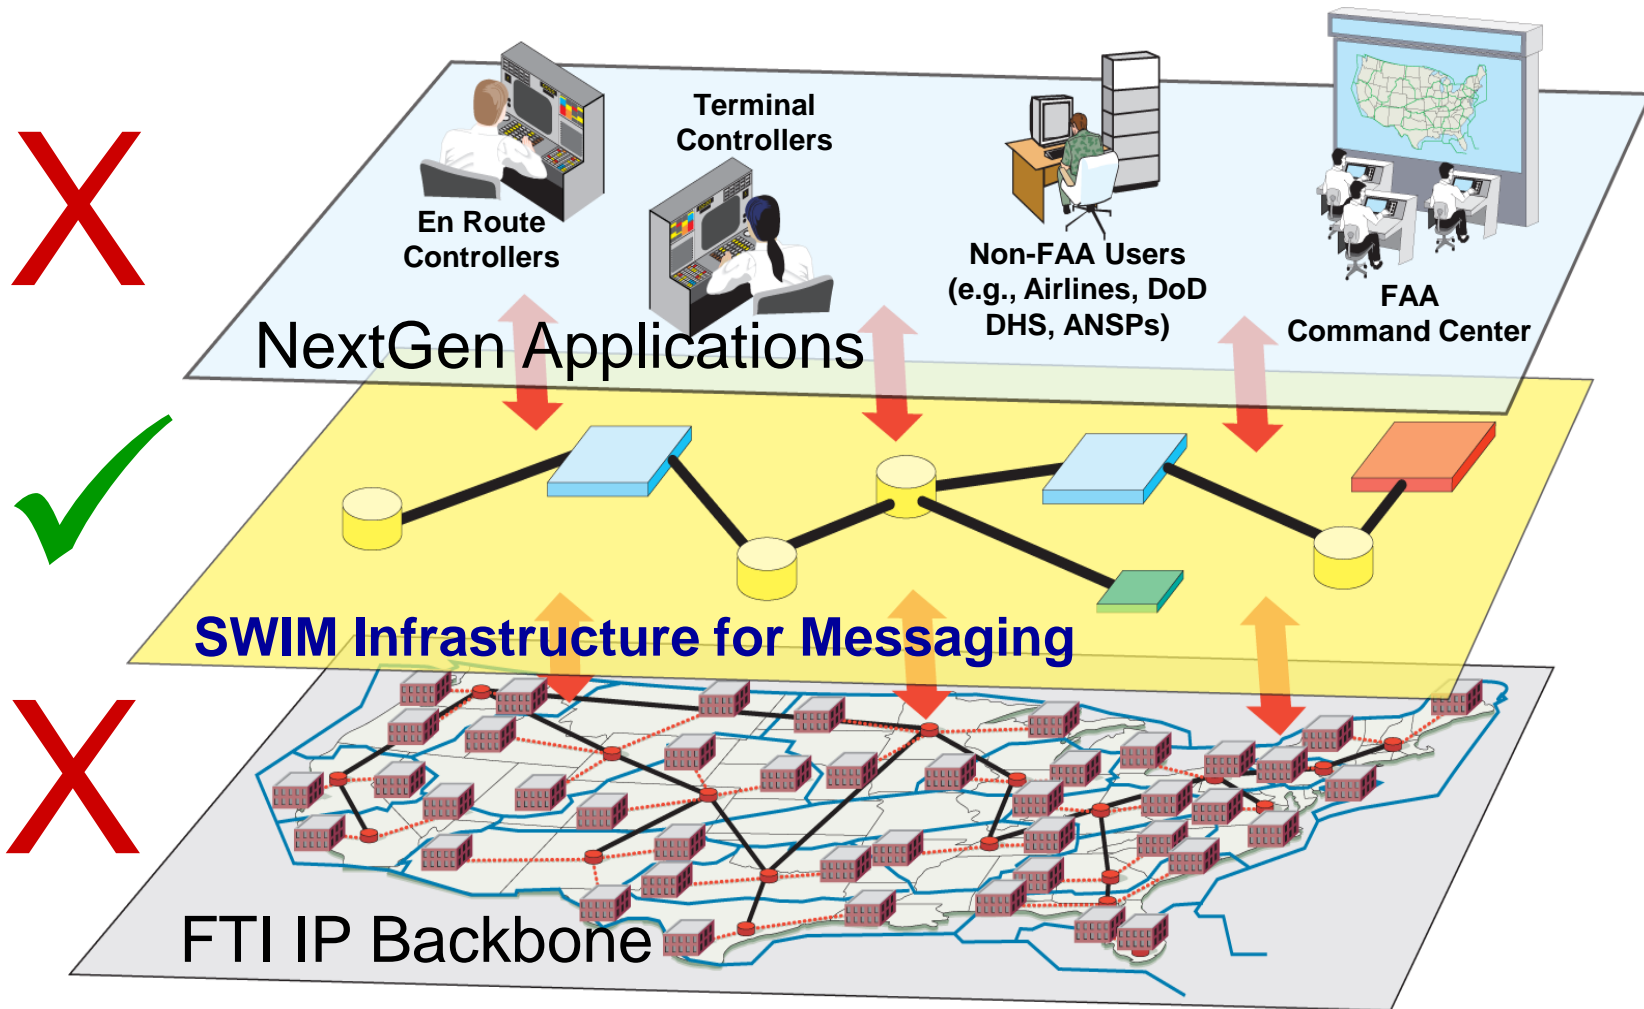 Terminal
Controllers
En Route
Controllers
Non-FAA Users
(e.g., Airlines, DoD
DHS, ANSPs)
FAA
Command Center
NextGen Applications
SWIM Infrastructure for Messaging
FTI IP Backbone